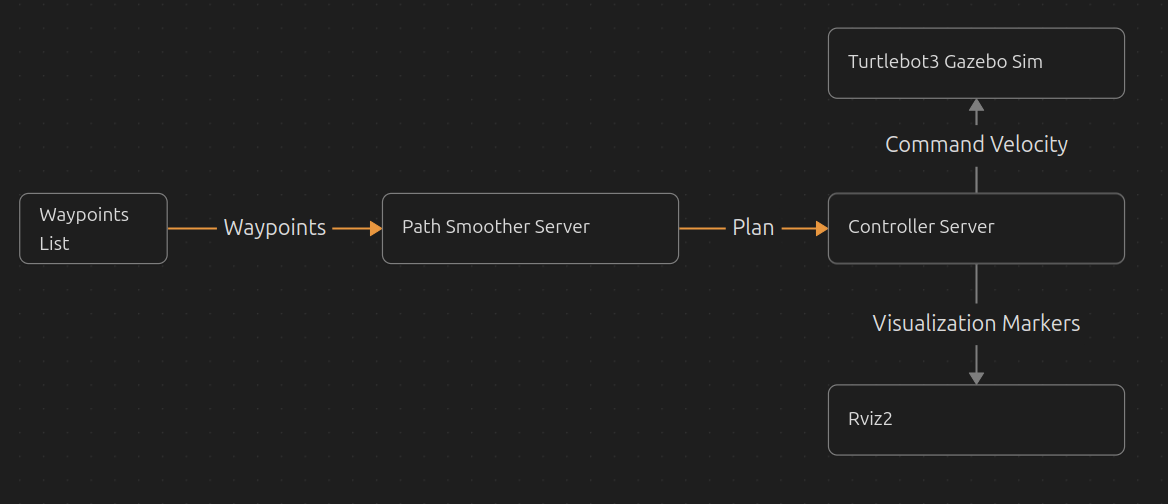 Turtlebot3 Gazebo Sim
Command Velocity
Waypoints
List
Waypoints
Path Smoother Server
Plan
Controller Server
Visualization Markers
Rviz2